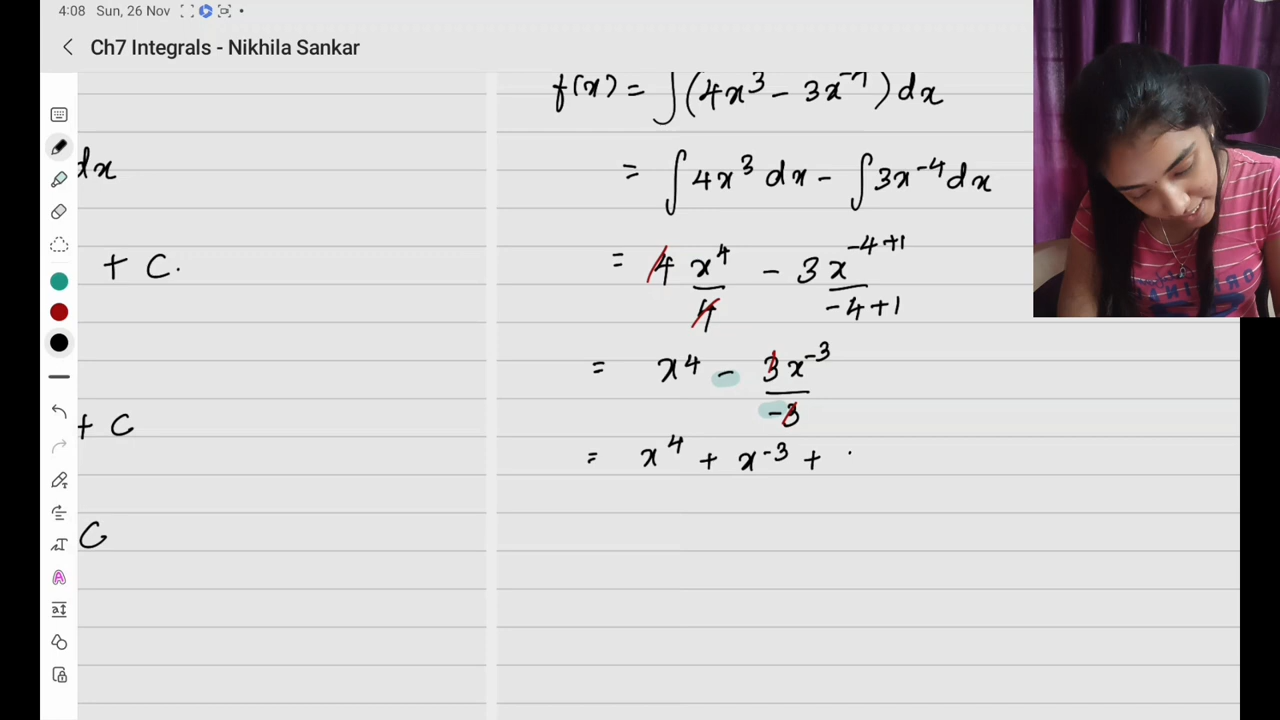 4:08 Sun, 26 Nov
Ch7 Integrals - Nikhila Sankar
dx
+ C.
+ C
C
f(x) = ∫(4x³ - 3x⁻⁴) dx
= ∫4x³ dx - ∫3x⁻⁴ dx
= 4 x⁴/4 - 3 x⁻⁴⁺¹/-4+1
= x⁴ - 3x⁻³/-3
= x⁴ + x⁻³ +